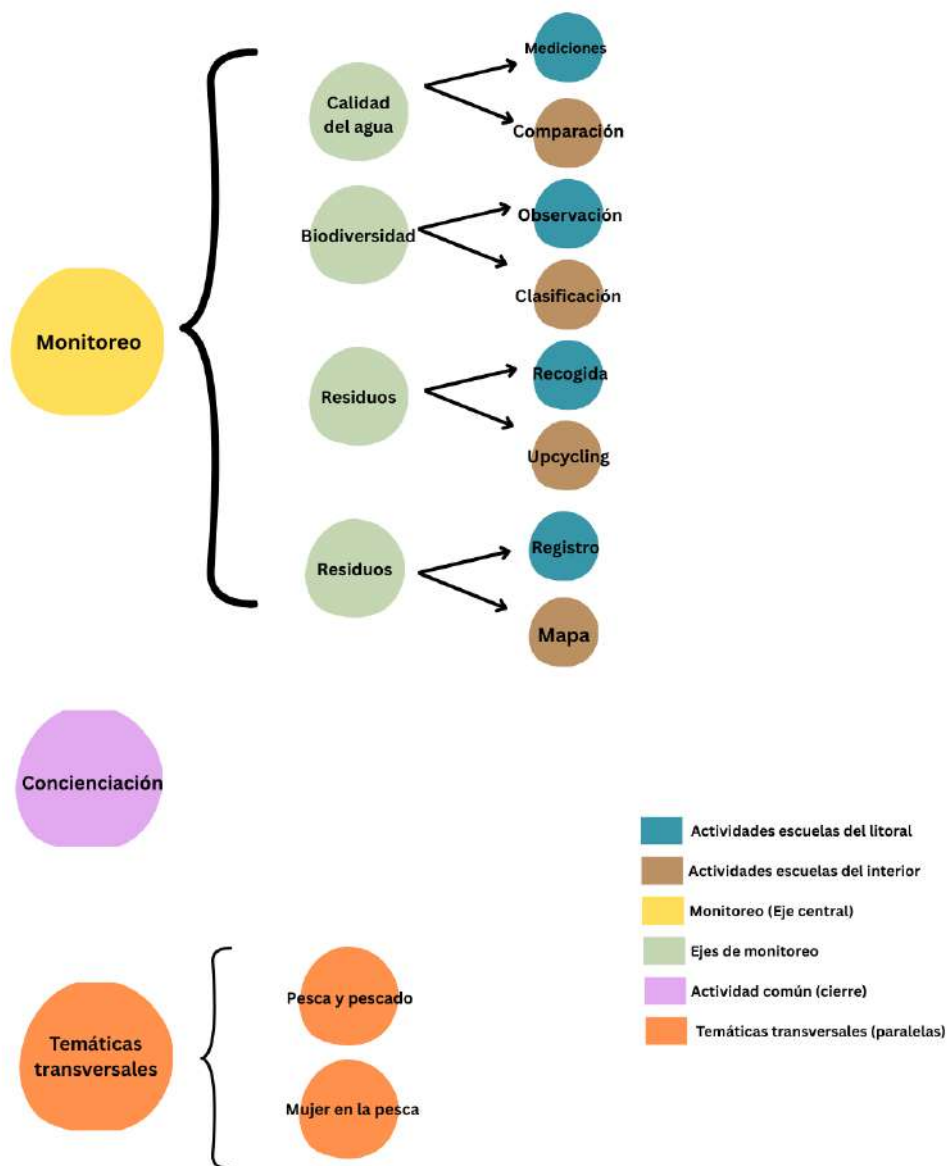 Monitoreo
Calidad
del agua
Mediciones
Comparación
Biodiversidad
Observación
Clasificación
Residuos
Recogida
Upcycling
Residuos
Registro
Mapa
Concienciación
Temáticas
transversales
Pesca y pescado
Mujer en la pesca
Actividades escuelas del litoral
Actividades escuelas del interior
Monitoreo (Eje central)
Ejes de monitoreo
Actividad común (cierre)
Temáticas transversales (paralelas)